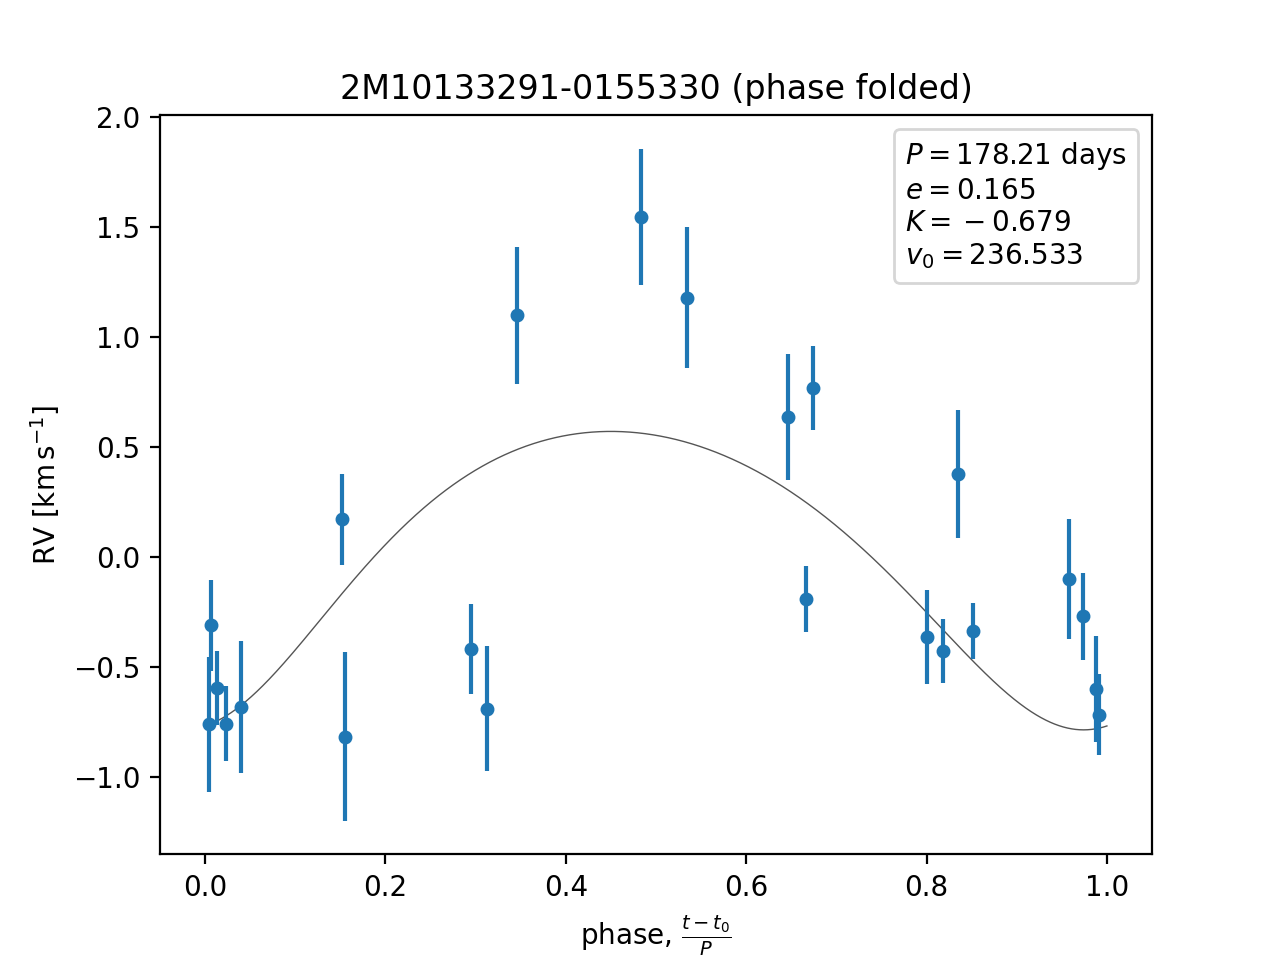 2M10133291-0155330 (phase folded)
P = 178.21 days
e = 0.165
K = −0.679
v₀ = 236.533
2.0
1.5
1.0
0.5
0.0
−0.5
−1.0
RV [km s⁻¹]
0.0 0.2 0.4 0.6 0.8 1.0
phase, (t − t₀)/P